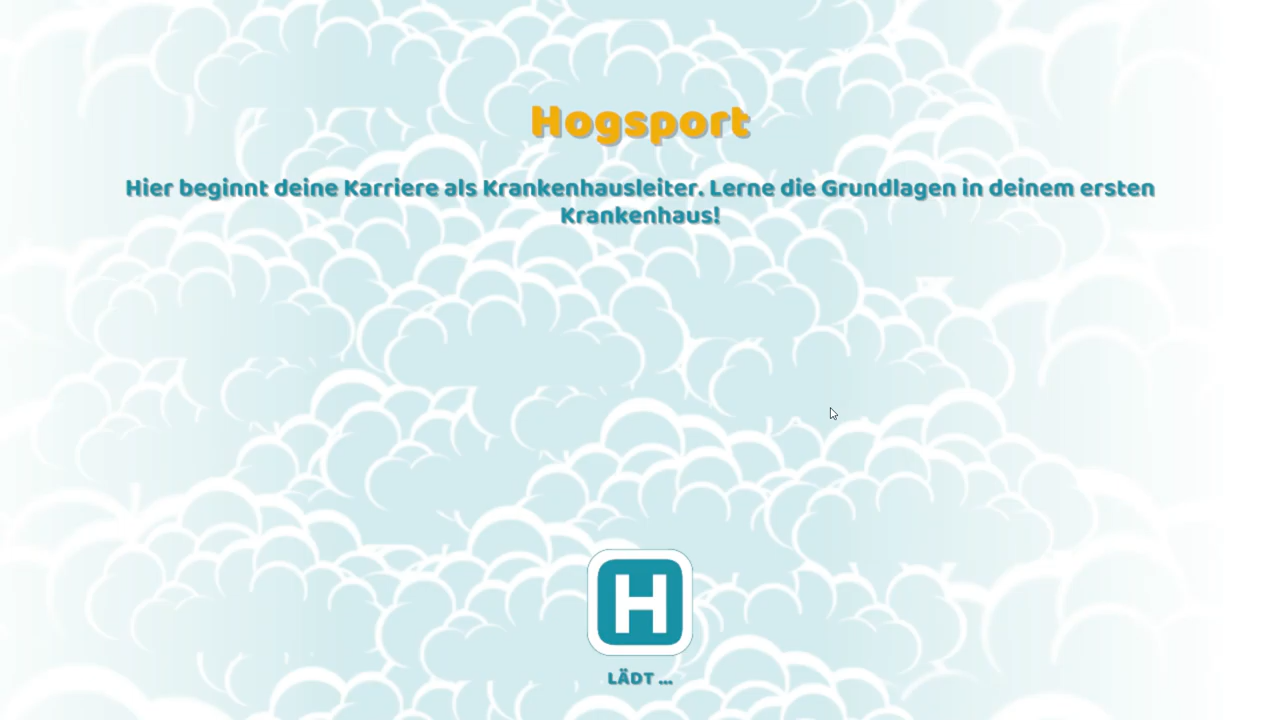 Hogsport
Hier beginnt deine Karriere als Krankenhausleiter. Lerne die Grundlagen in deinem ersten
Krankenhaus!
H
LÄDT ...